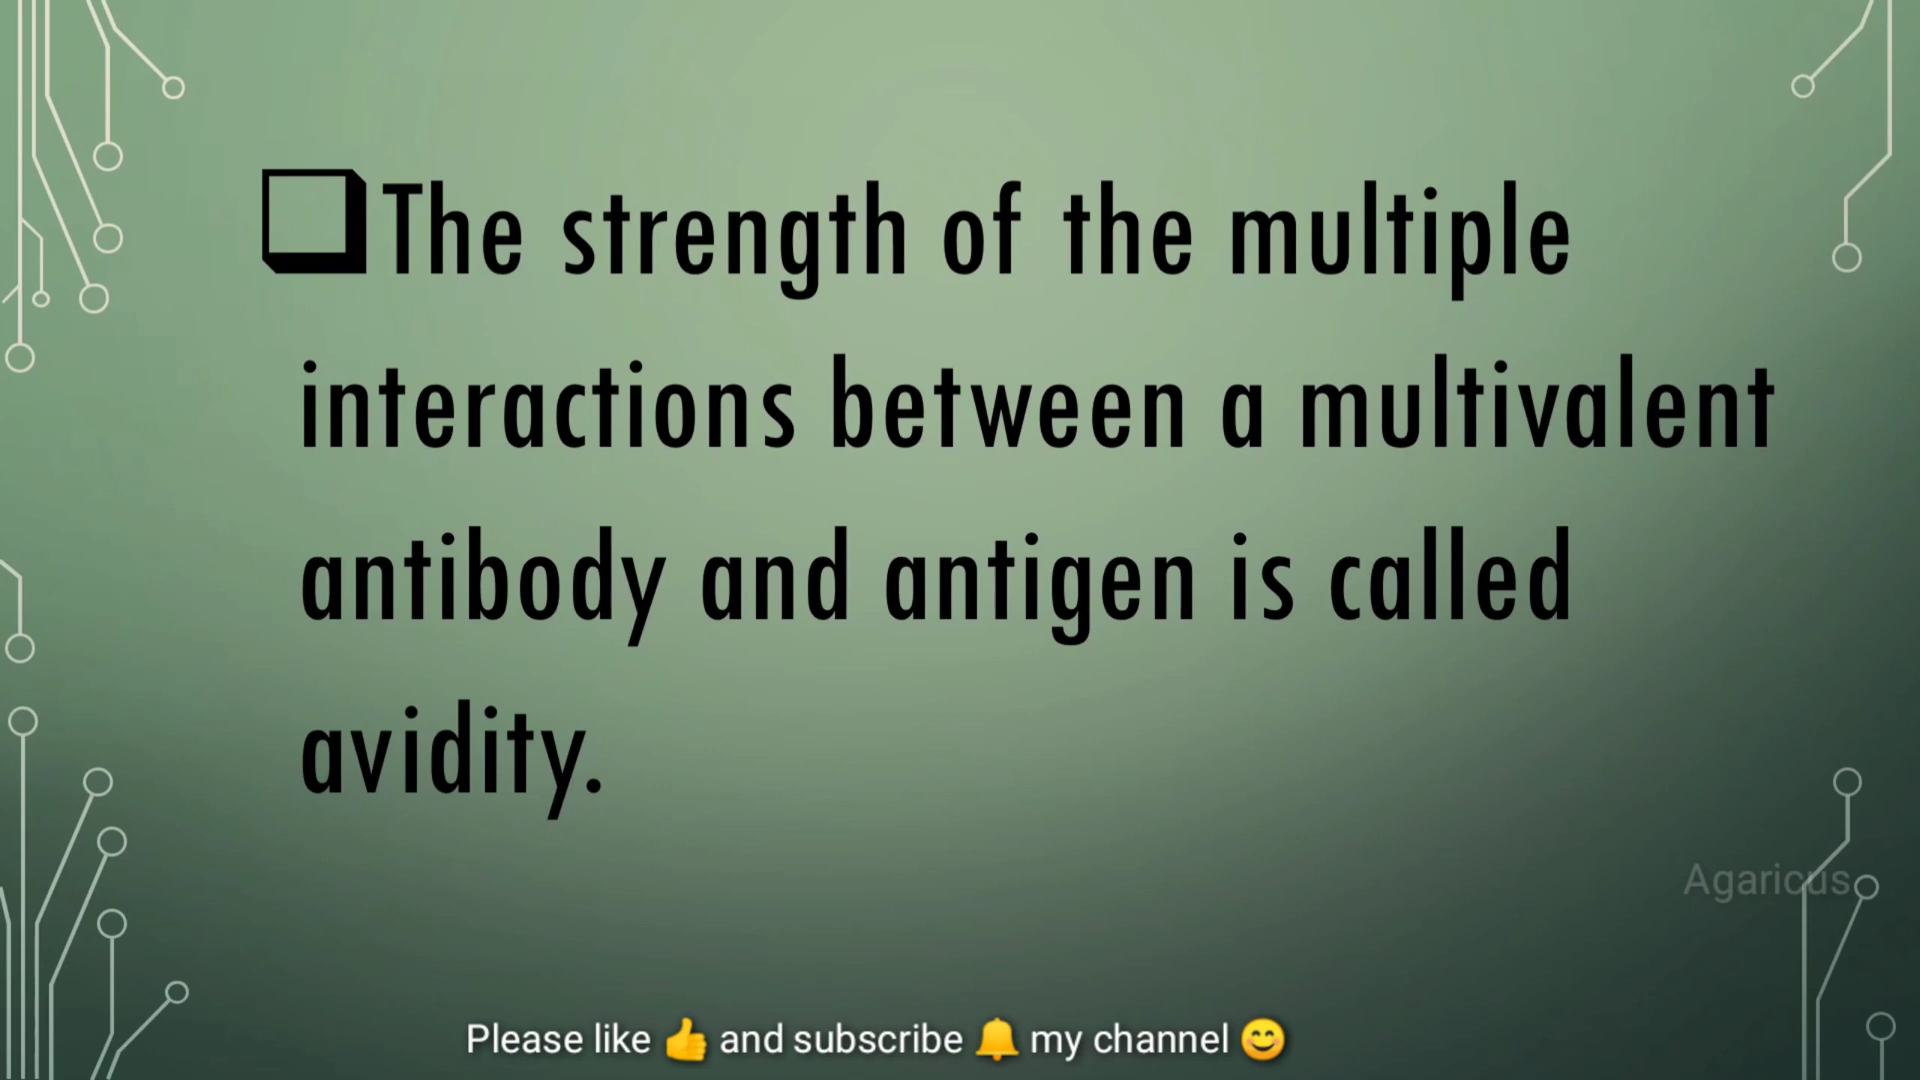 ❑The strength of the multiple
interactions between a multivalent
antibody and antigen is called
avidity.
Agaricus
Please like 👍 and subscribe 🔔 my channel 😊